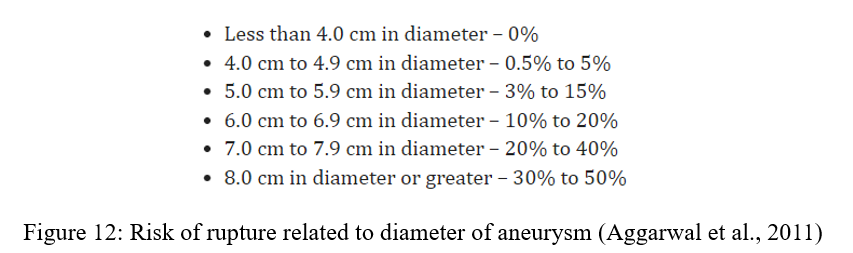 • Less than 4.0 cm in diameter – 0%
• 4.0 cm to 4.9 cm in diameter – 0.5% to 5%
• 5.0 cm to 5.9 cm in diameter – 3% to 15%
• 6.0 cm to 6.9 cm in diameter – 10% to 20%
• 7.0 cm to 7.9 cm in diameter – 20% to 40%
• 8.0 cm in diameter or greater – 30% to 50%
Figure 12: Risk of rupture related to diameter of aneurysm (Aggarwal et al., 2011)